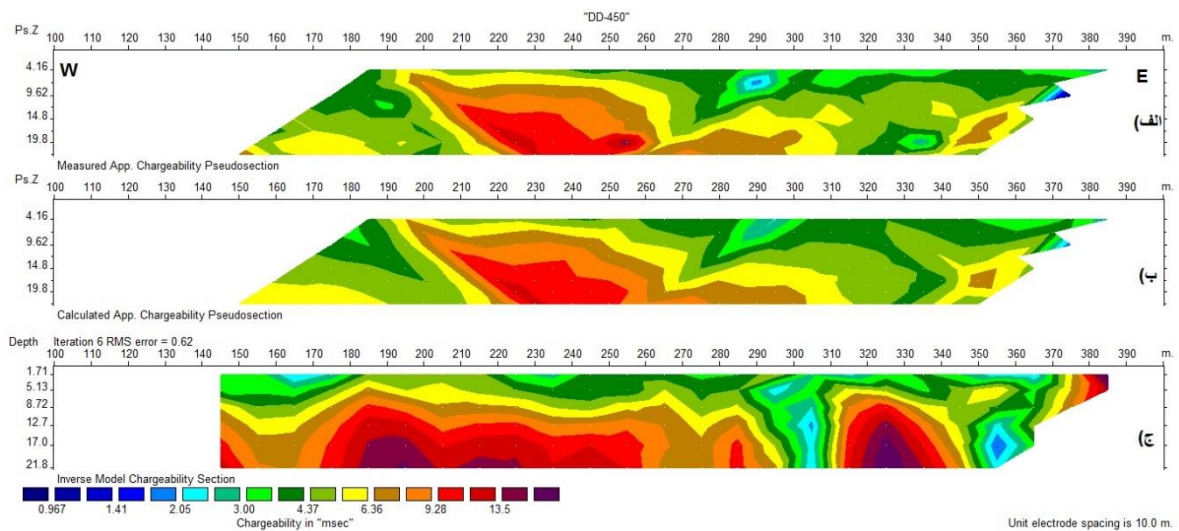 "DD-450"
Ps.Z 100 110 120 130 140 150 160 170 180 190 200 210 220 230 240 250 260 270 280 290 300 310 320 330 340 350 360 370 380 390 m.
W E
4.16
9.62
14.8
19.8
الف)
Measured App. Chargeability Pseudosection
Ps.Z 100 110 120 130 140 150 160 170 180 190 200 210 220 230 240 250 260 270 280 290 300 310 320 330 340 350 360 370 380 390 m.
4.16
9.62
14.8
19.8
ب)
Calculated App. Chargeability Pseudosection
Depth Iteration 6 RMS error = 0.62
100 110 120 130 140 150 160 170 180 190 200 210 220 230 240 250 260 270 280 290 300 310 320 330 340 350 360 370 380 390 m.
1.71
5.13
8.72
12.7
17.0
21.8
ج)
Inverse Model Chargeability Section
0.967 1.41 2.05 3.00 4.37 6.36 9.28 13.5
Chargeability in "msec"
Unit electrode spacing is 10.0 m.